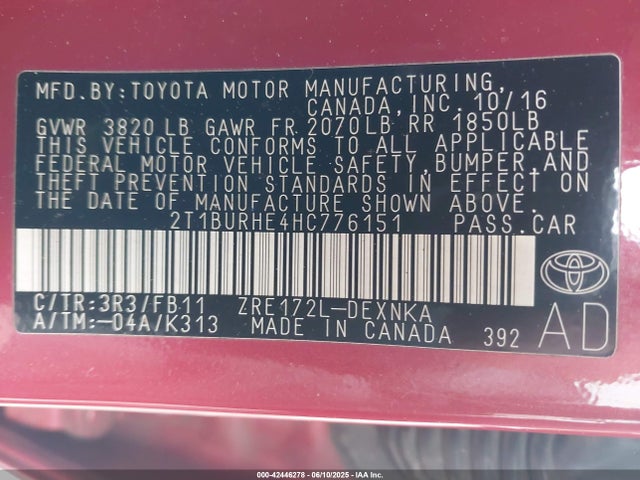 MFD.BY:TOYOTA MOTOR MANUFACTURING,
CANADA,INC. 10/16
GVWR 3820 LB GAWR FR 2070LB RR 1850LB
THIS VEHICLE CONFORMS TO ALL APPLICABLE
FEDERAL MOTOR VEHICLE SAFETY,BUMPER,AND
THEFT PREVENTION STANDARDS IN EFFECT ON
THE DATE OF MANUFACTURE SHOWN ABOVE.
2T1BURHE4HC776151 PASS.CAR
C/TR:3R3/FB11 ZRE172L-DEXNKA
A/TM:-04A/K313 MADE IN CANADA 392 AD
000-42446278 - 06/10/2025 - IAA Inc.